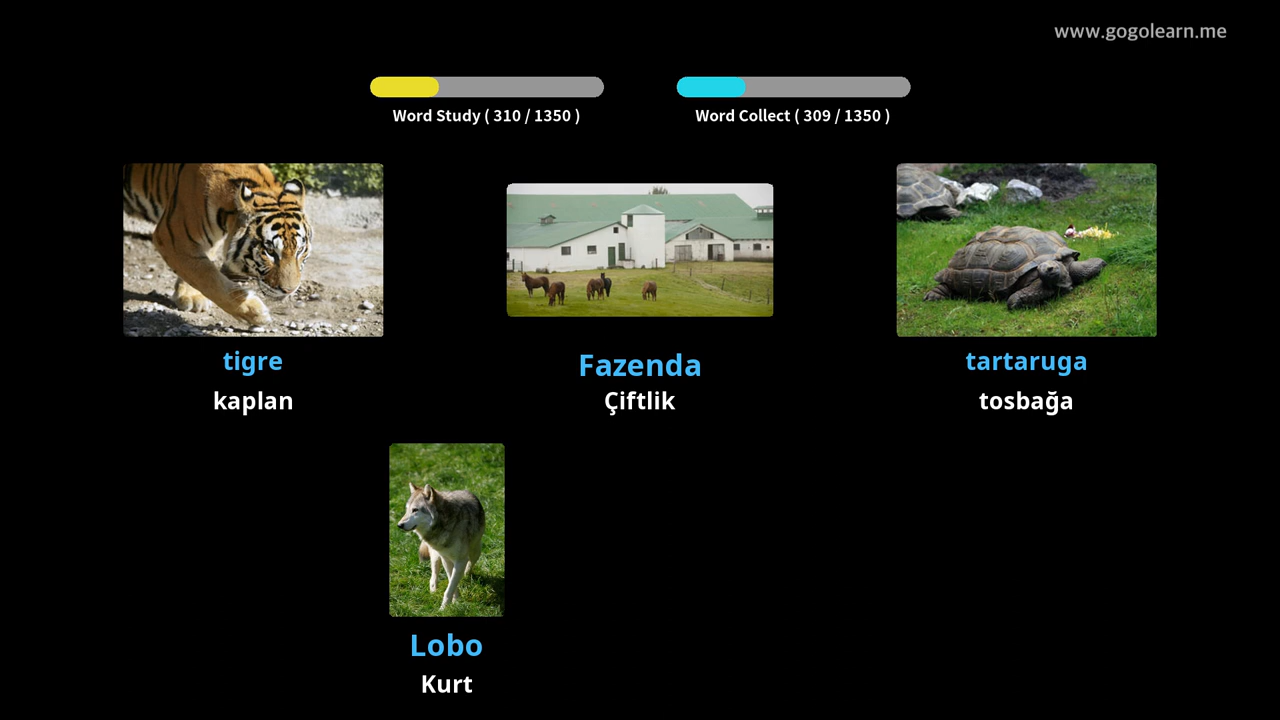 www.gogolearn.me
Word Study ( 310 / 1350 )
Word Collect ( 309 / 1350 )
tigre
kaplan
Fazenda
Çiftlik
tartaruga
tosbağa
Lobo
Kurt